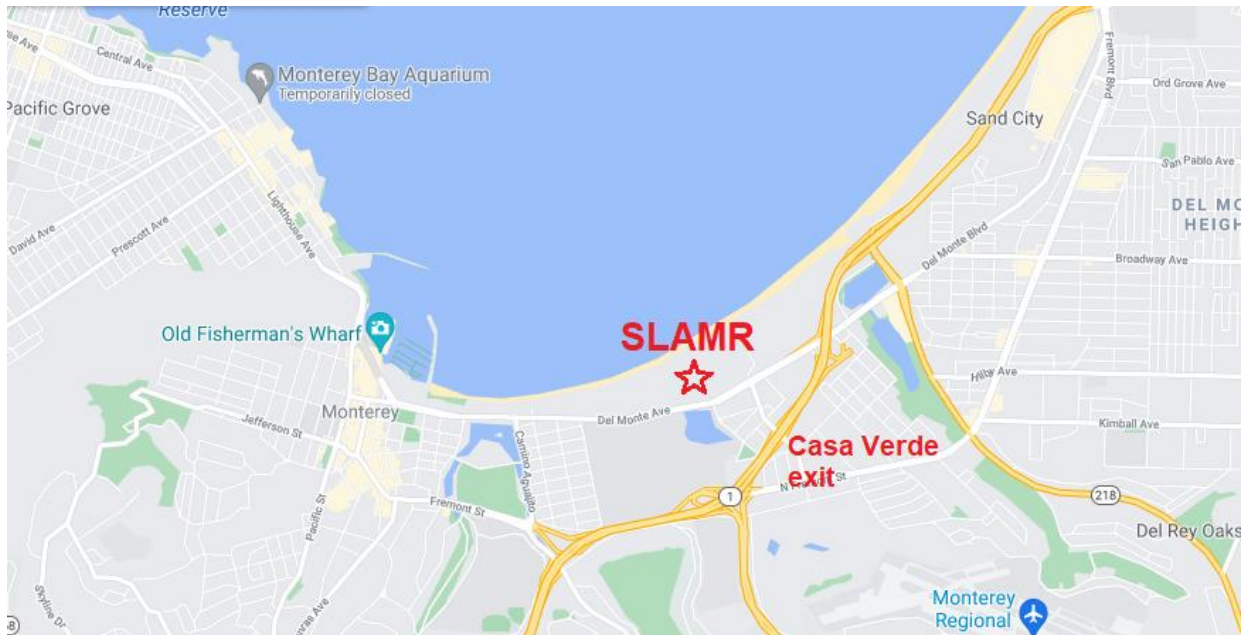 Reserve
Central Ave
Monterey Bay Aquarium
Temporarily closed
Pacific Grove
David Ave
Prescott Ave
Lighthouse Ave
Fremont Blvd
Ord Grove Ave
Sand City
San Pablo Ave
DEL MO
HEIGH
Del Monte Blvd
Broadway Ave
Old Fisherman's Wharf
SLAMR
Hilby Ave
Monterey
Jefferson St
Del Monte Ave
Kimball Ave
Camino Aguajito
Casa Verde
exit
Pacific St
Fremont St
1
218
Del Rey Oaks
Skyline Dr
Monterey
Regional